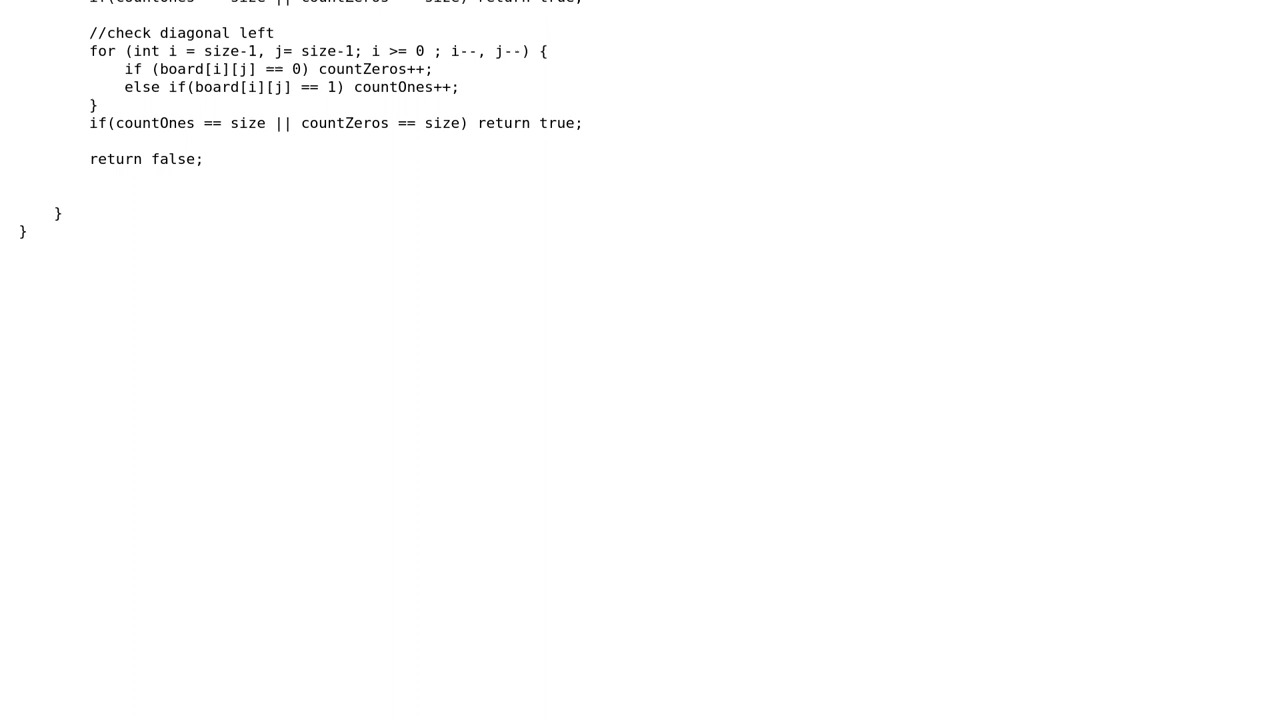 //check diagonal left
for (int i = size-1, j= size-1; i >= 0 ; i--, j--) {
if (board[i][j] == 0) countZeros++;
else if(board[i][j] == 1) countOnes++;
}
if(countOnes == size || countZeros == size) return true;
return false;
}
}